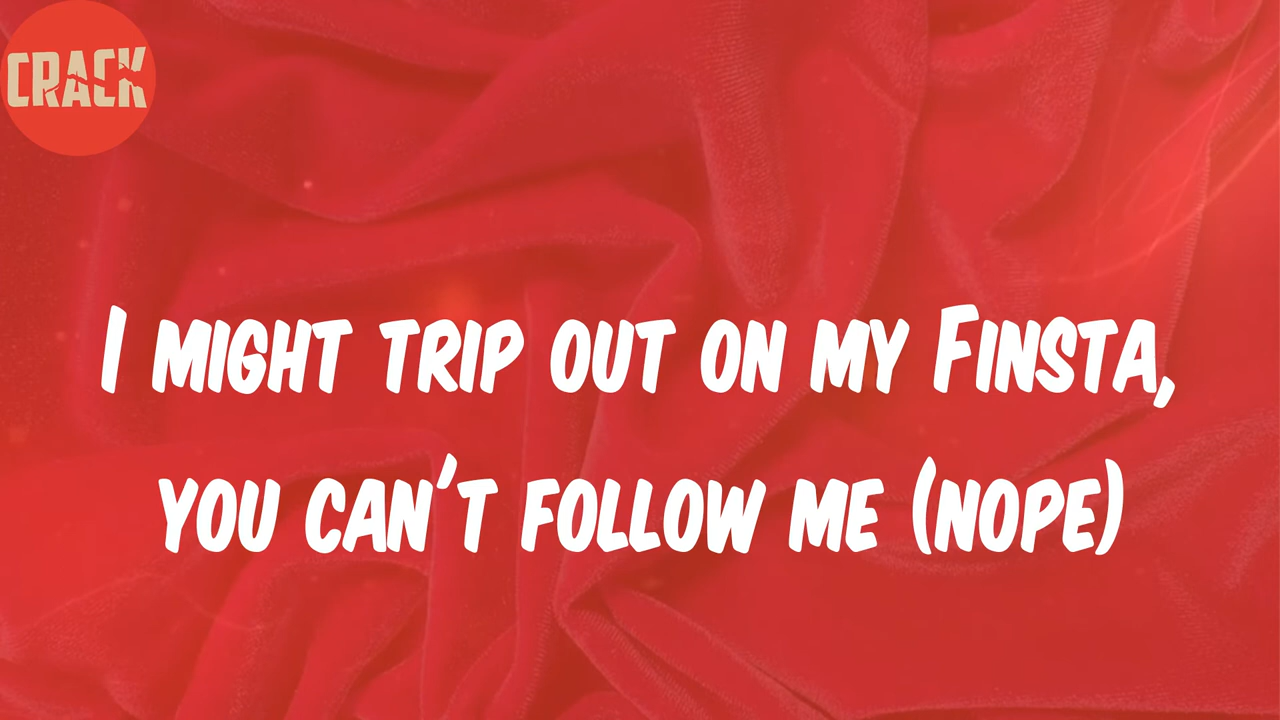 CRACK
I MIGHT TRIP OUT ON MY FINSTA,
YOU CAN'T FOLLOW ME (NOPE)